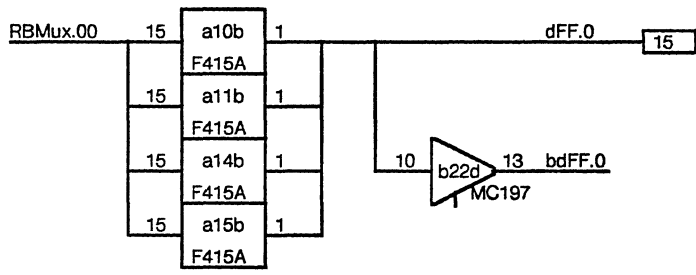 RBMux.00 15 a10b 1 dFF.0 15
F415A
15 a11b 1
F415A
15 a14b 1 10 b22d 13 bdFF.0
F415A MC197
15 a15b 1
F415A